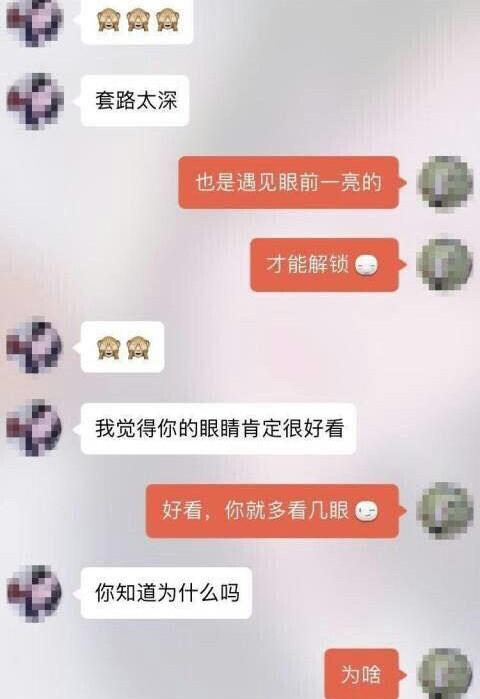 套路太深
也是遇见眼前一亮的
才能解锁
我觉得你的眼睛肯定很好看
好看，你就多看几眼
你知道为什么吗
为啥